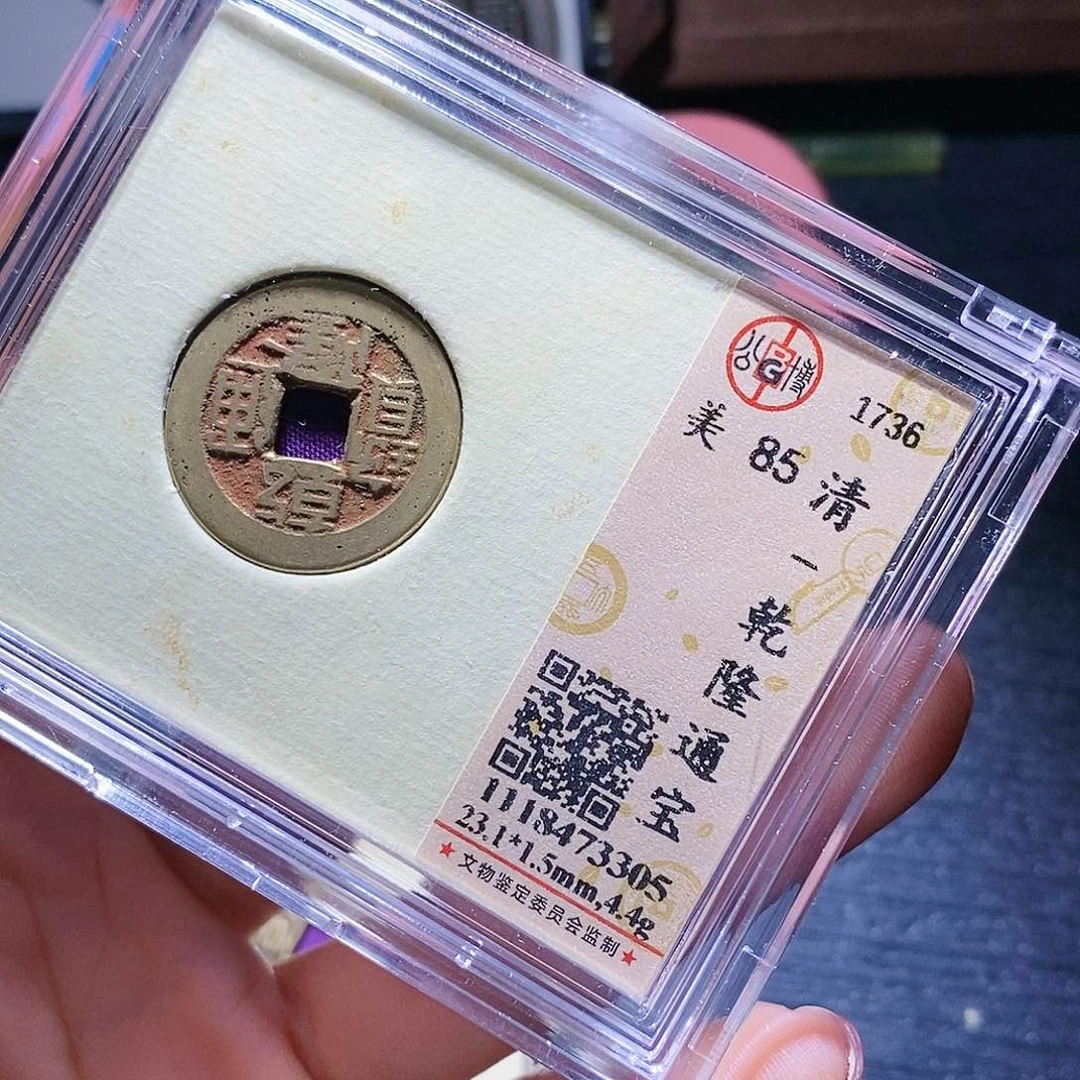 乾隆通寶
公博
G
美 85
1736
清一乾隆通宝
1118473305
23.1*1.5mm,4.4g
★文物鉴定委员会监制★